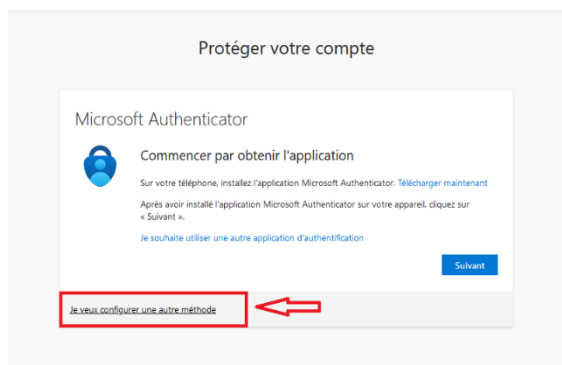 Protéger votre compte
Microsoft Authenticator
Commencer par obtenir l'application
Sur votre téléphone, installez l'application Microsoft Authenticator. Télécharger maintenant
Après avoir installé l'application Microsoft Authenticator sur votre appareil, cliquez sur
« Suivant ».
Je souhaite utiliser une autre application d'authentification
Suivant
Je veux configurer une autre méthode